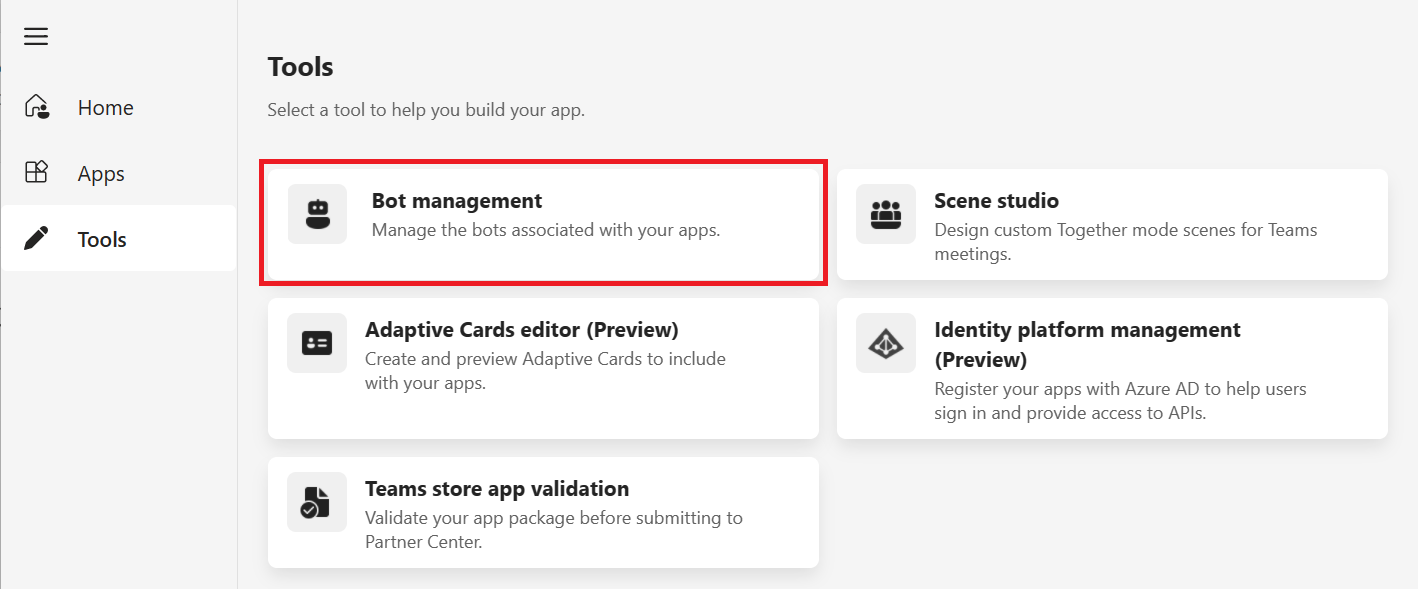 Home
Apps
Tools
Tools
Select a tool to help you build your app.
Bot management
Manage the bots associated with your apps.
Scene studio
Design custom Together mode scenes for Teams
meetings.
Adaptive Cards editor (Preview)
Create and preview Adaptive Cards to include
with your apps.
Identity platform management
(Preview)
Register your apps with Azure AD to help users
sign in and provide access to APIs.
Teams store app validation
Validate your app package before submitting to
Partner Center.